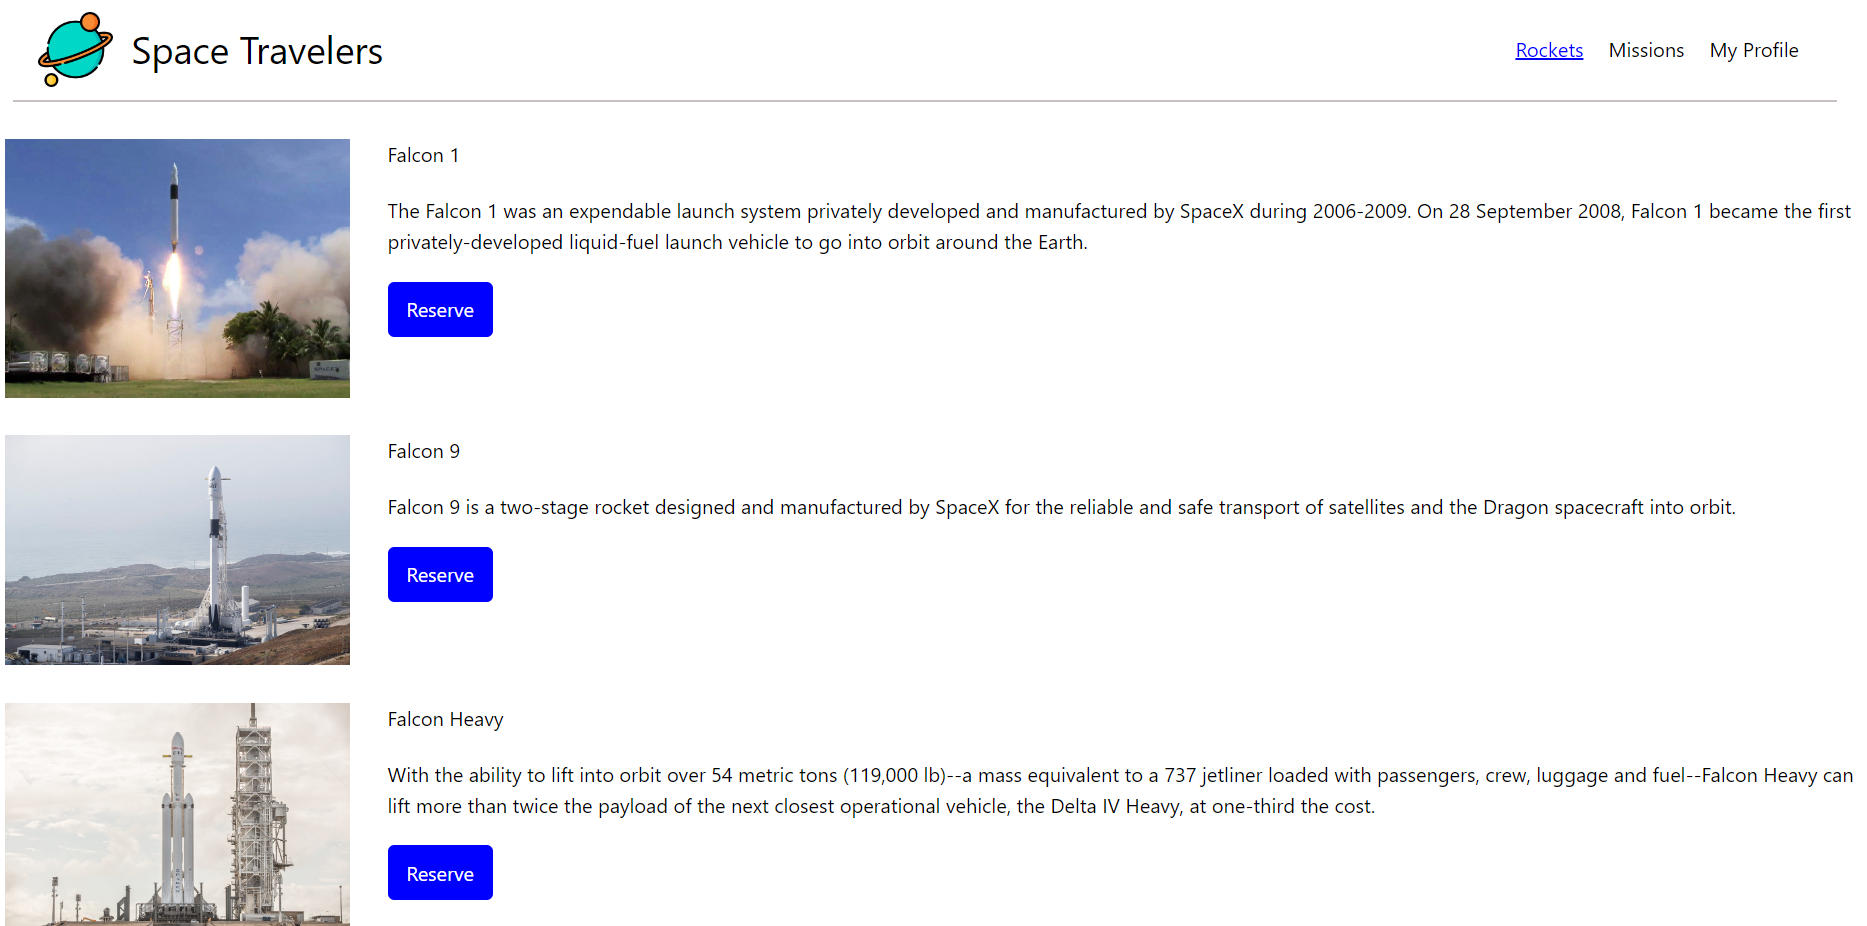 Space Travelers
Rockets Missions My Profile
Falcon 1
The Falcon 1 was an expendable launch system privately developed and manufactured by SpaceX during 2006-2009. On 28 September 2008, Falcon 1 became the first
privately-developed liquid-fuel launch vehicle to go into orbit around the Earth.
Reserve
Falcon 9
Falcon 9 is a two-stage rocket designed and manufactured by SpaceX for the reliable and safe transport of satellites and the Dragon spacecraft into orbit.
Reserve
Falcon Heavy
With the ability to lift into orbit over 54 metric tons (119,000 lb)--a mass equivalent to a 737 jetliner loaded with passengers, crew, luggage and fuel--Falcon Heavy can
lift more than twice the payload of the next closest operational vehicle, the Delta IV Heavy, at one-third the cost.
Reserve